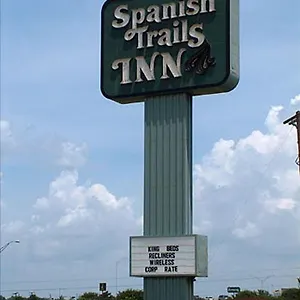 Spanish
Trails
INN
KING BEDS
RECLINERS
WIRELESS
CORP RATE